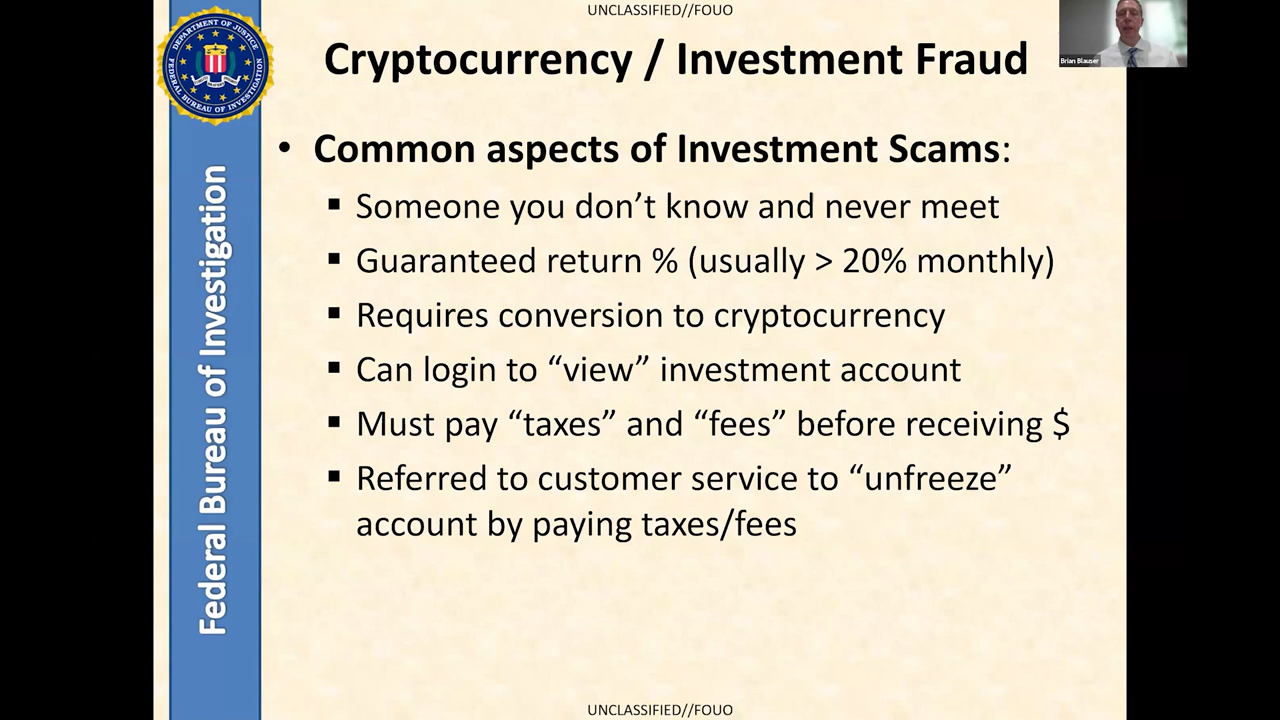 UNCLASSIFIED//FOUO
DEPARTMENT OF JUSTICE
FEDERAL BUREAU OF INVESTIGATION
Cryptocurrency / Investment Fraud
Brian Blauser
Federal Bureau of Investigation
• Common aspects of Investment Scams:
▪ Someone you don’t know and never meet
▪ Guaranteed return % (usually > 20% monthly)
▪ Requires conversion to cryptocurrency
▪ Can login to “view” investment account
▪ Must pay “taxes” and “fees” before receiving $
▪ Referred to customer service to “unfreeze”
account by paying taxes/fees
UNCLASSIFIED//FOUO